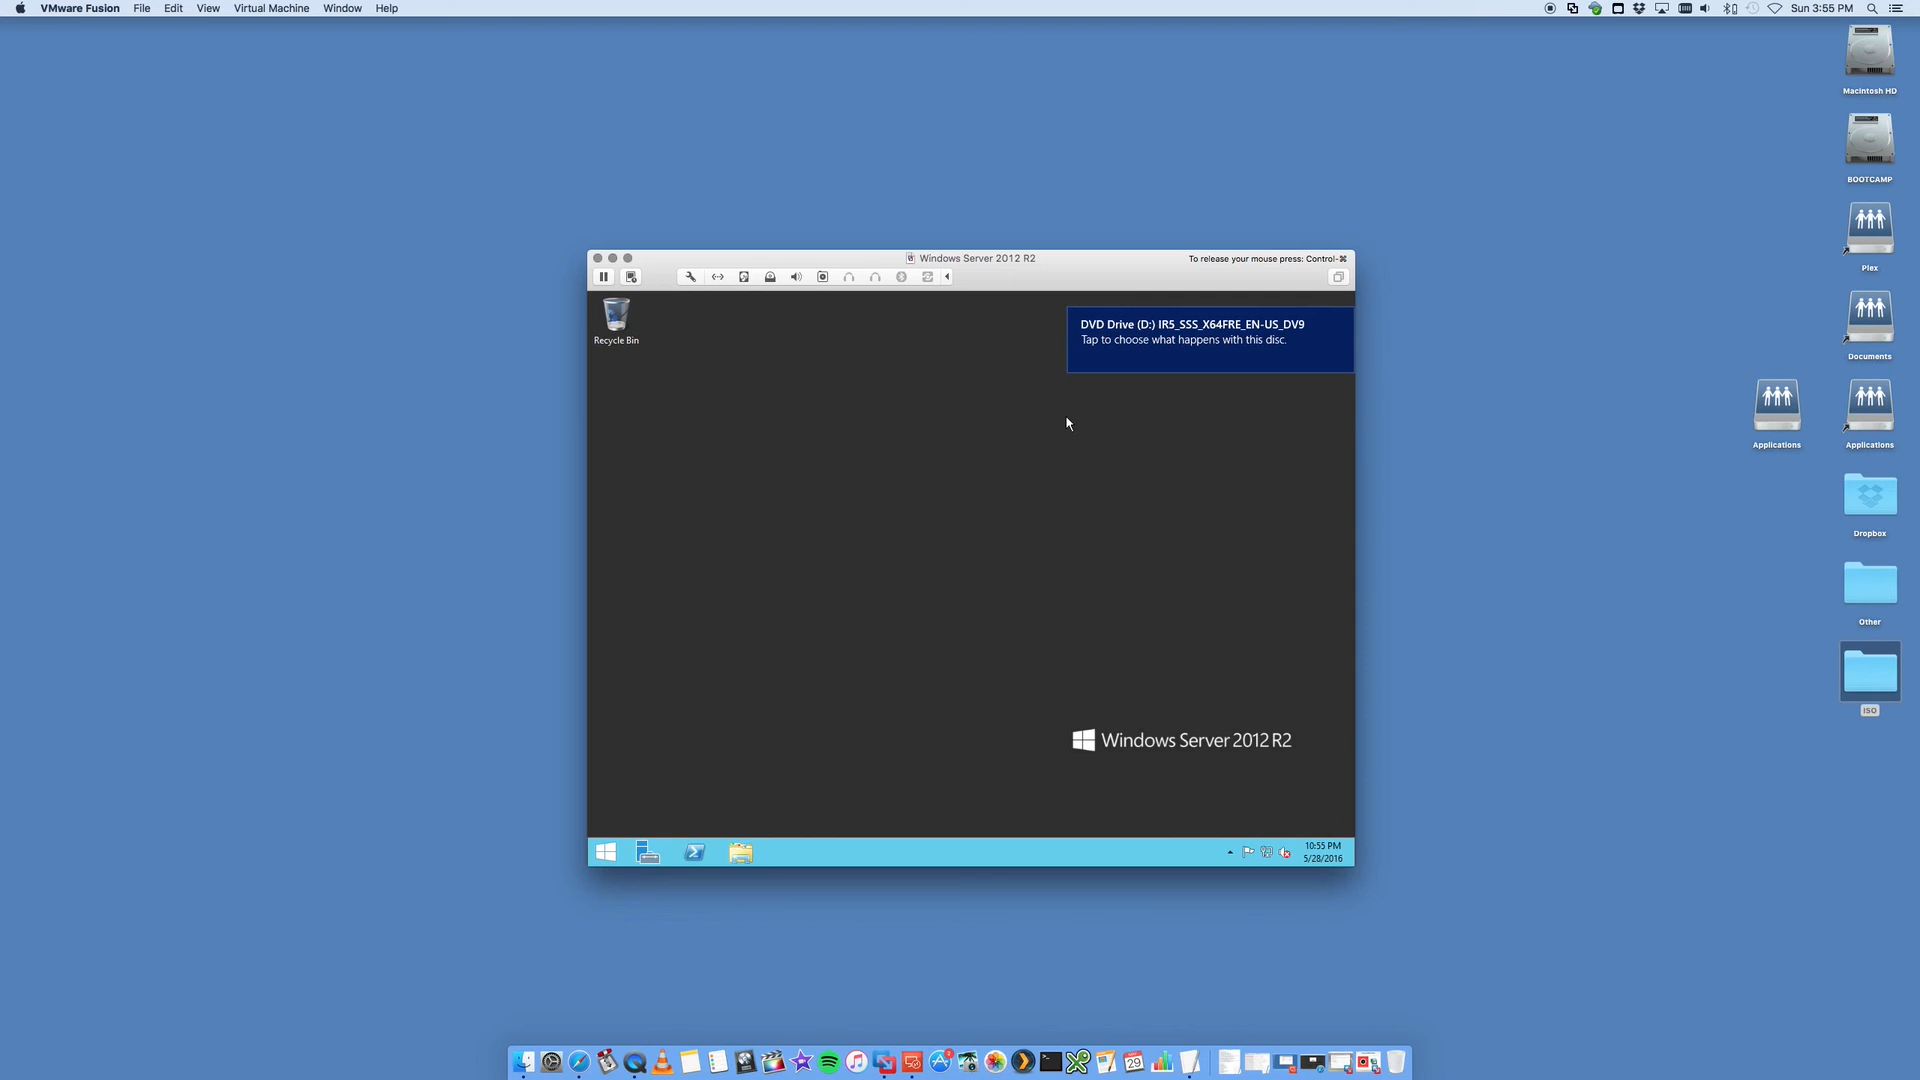 VMware Fusion File Edit View Virtual Machine Window Help
Sun 3:55 PM
Macintosh HD
BOOTCAMP
Plex
Documents
Applications
Applications
Dropbox
Other
ISO
Windows Server 2012 R2
To release your mouse press: Control-⌘
Recycle Bin
DVD Drive (D:) IR5_SSS_X64FRE_EN-US_DV9
Tap to choose what happens with this disc.
Windows Server 2012 R2
10:55 PM
5/28/2016
29